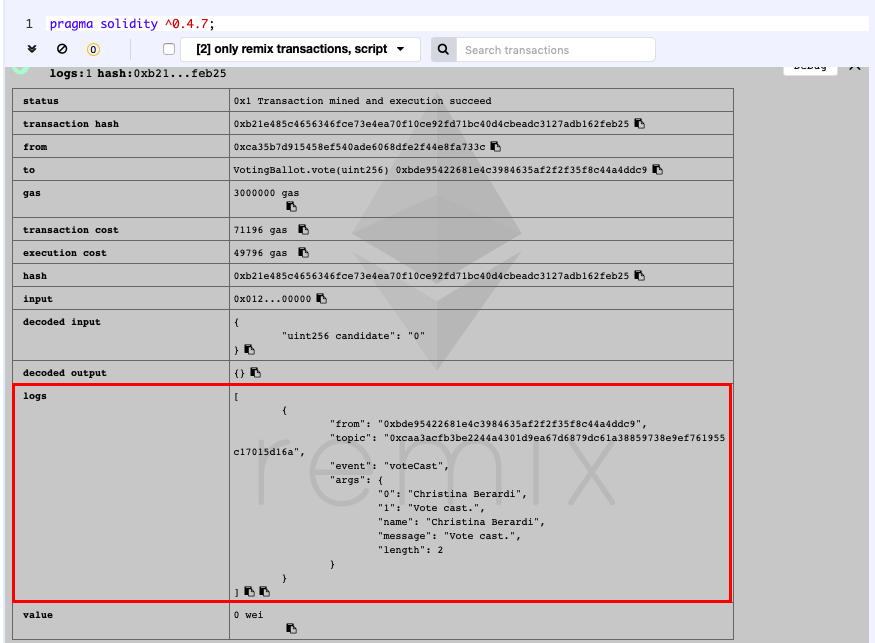 1 pragma solidity ^0.4.7;
0 [2] only remix transactions, script Search transactions
logs:1 hash:0xb21...feb25 Debug
status 0x1 Transaction mined and execution succeed
transaction hash 0xb21e485c4656346fce73e4ea70f10ce92fd71bc40d4cbeadc3127adb162feb25
from 0xca35b7d915458ef540ade6068dfe2f44e8fa733c
to VotingBallot.vote(uint256) 0xbde95422681e4c3984635af2f2f35f8c44a4ddc9
gas 3000000 gas
transaction cost 71196 gas
execution cost 49796 gas
hash 0xb21e485c4656346fce73e4ea70f10ce92fd71bc40d4cbeadc3127adb162feb25
input 0x012...00000
decoded input {
"uint256 candidate": "0"
}
decoded output {}
logs [
{
"from": "0xbde95422681e4c3984635af2f2f35f8c44a4ddc9",
"topic": "0xcaa3acfb3be2244a4301d9ea67d6879dc61a38859738e9ef761955
c17015d16a",
"event": "voteCast",
"args": {
"0": "Christina Berardi",
"1": "Vote cast.",
"name": "Christina Berardi",
"message": "Vote cast.",
"length": 2
}
}
]
remix
value 0 wei